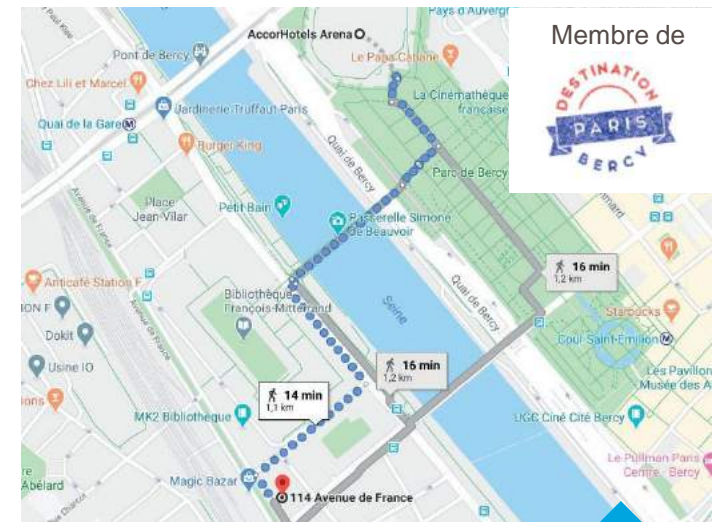 Pays d'Auverg
AccorHotels Arena
Membre de
Pont de Bercy
Le Papa Cabane
DESTINATION
PARIS
BERCY
Chez Lili et Marcel
La Cinémathèque
française
Jardinerie Truffaut Paris
Quai de la Gare
Burger King
Quai de Bercy
Parc de Bercy
Avenue de France
Place
Jean-Vilar
Petit Bain
Passerelle Simone
de Beauvoir
16 min
1,2 km
Quai de Bercy
Anticafé Station F
Bibliothèque
François-Mitterrand
Seine
Starbucks
ION F
Avenue de France
Dokit
Cour Saint-Émilion
16 min
1,2 km
Usine IO
Les Pavillon
Musée des A
14 min
1,1 km
MK2 Bibliothèque
UGC Ciné Cité Bercy
Le Pullman Paris
Centre - Bercy
Magic Bazar
Abélard
114 Avenue de France